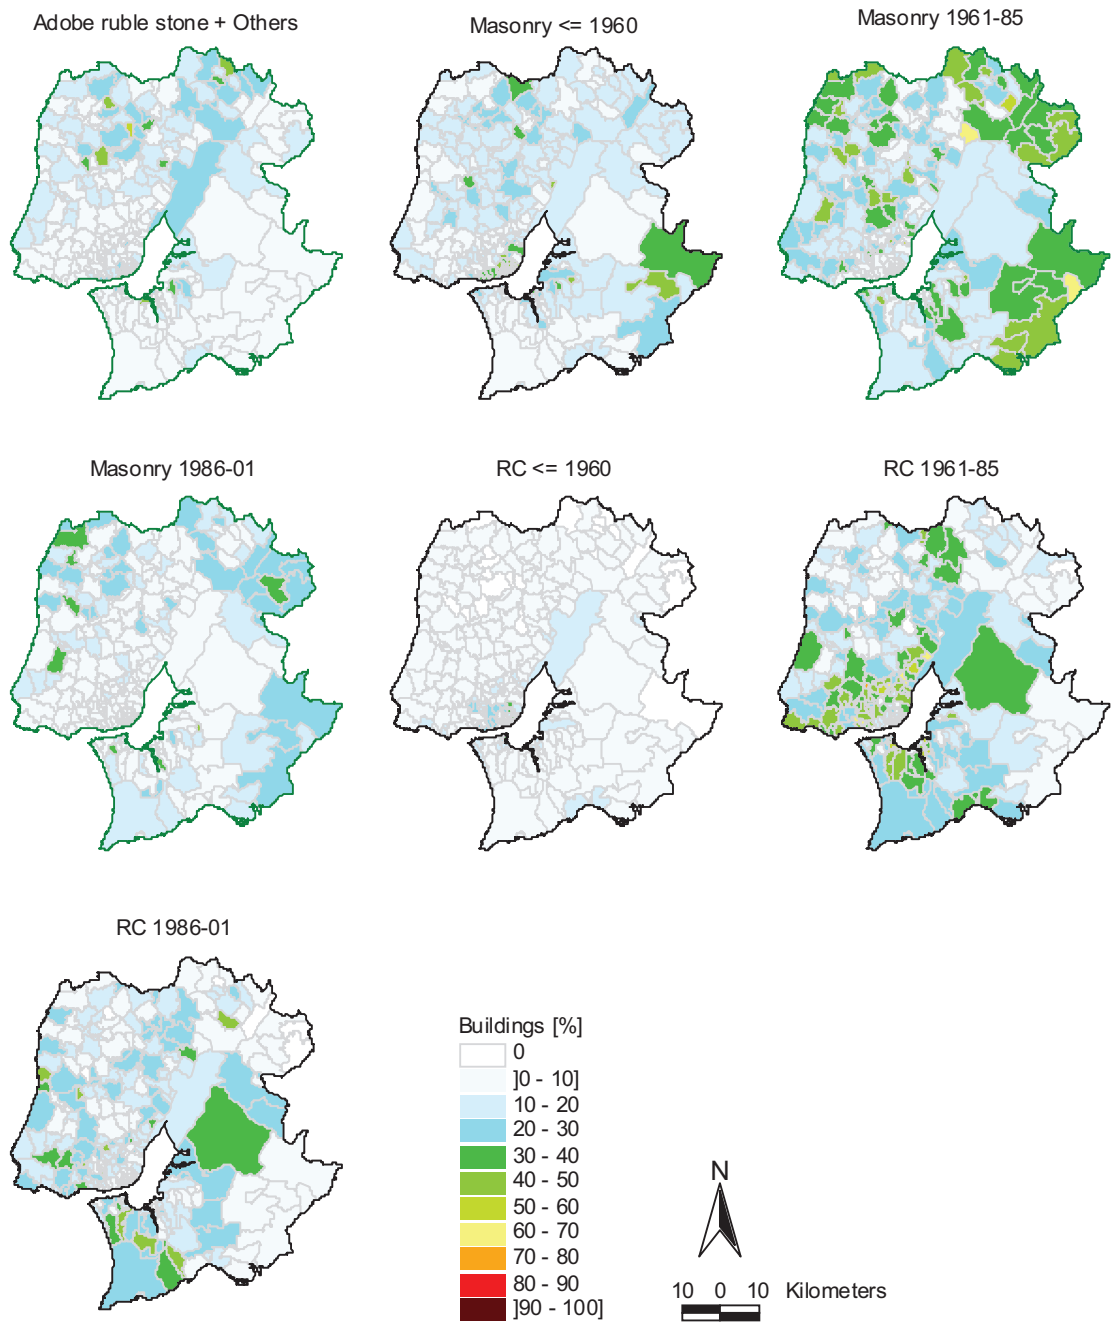 Adobe ruble stone + Others
Masonry <= 1960
Masonry 1961-85
Masonry 1986-01
RC <= 1960
RC 1961-85
RC 1986-01
Buildings [%]
0
]0 - 10]
10 - 20
20 - 30
30 - 40
40 - 50
50 - 60
60 - 70
70 - 80
80 - 90
]90 - 100]
N
10 0 10 Kilometers